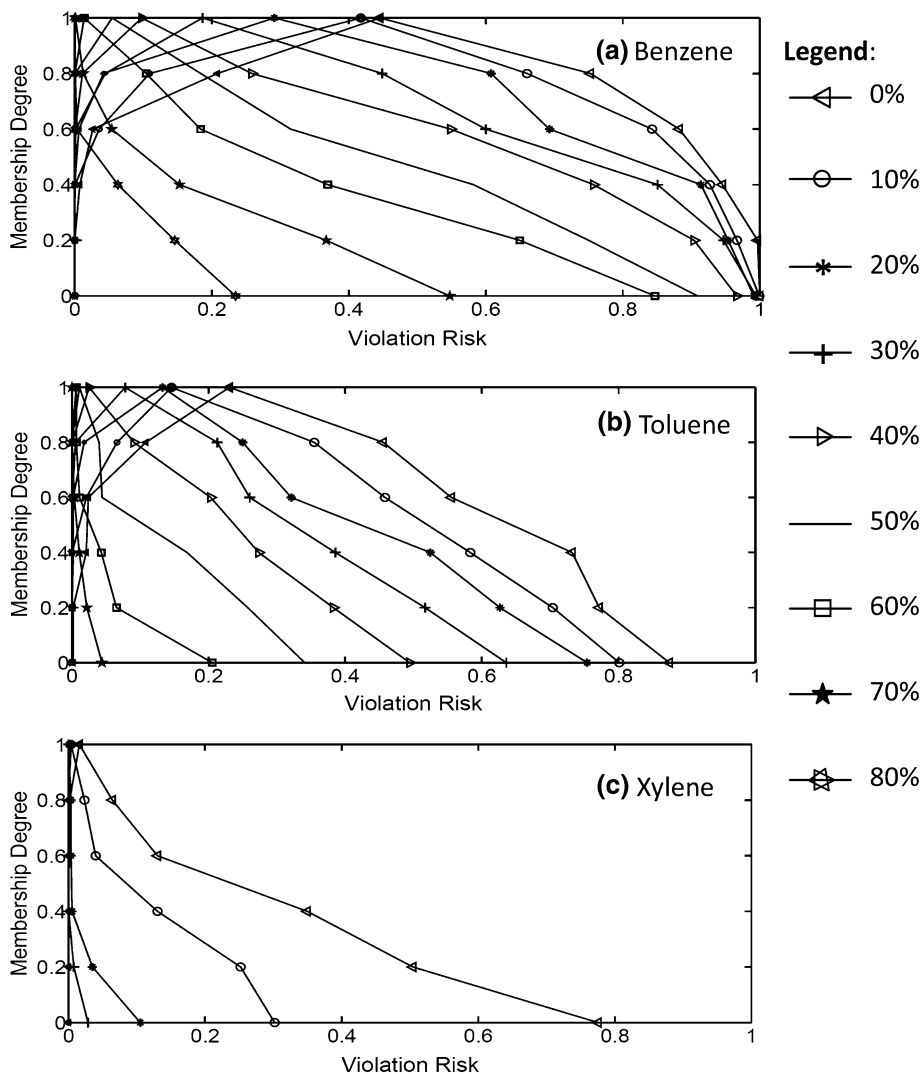 (a) Benzene
Membership Degree
1
0.8
0.6
0.4
0.2
0
0 0.2 0.4 0.6 0.8 1
Violation Risk
(b) Toluene
Membership Degree
1
0.8
0.6
0.4
0.2
0
0 0.2 0.4 0.6 0.8 1
Violation Risk
(c) Xylene
Membership Degree
1
0.8
0.6
0.4
0.2
0
0 0.2 0.4 0.6 0.8 1
Violation Risk
Legend:
0%
10%
20%
30%
40%
50%
60%
70%
80%